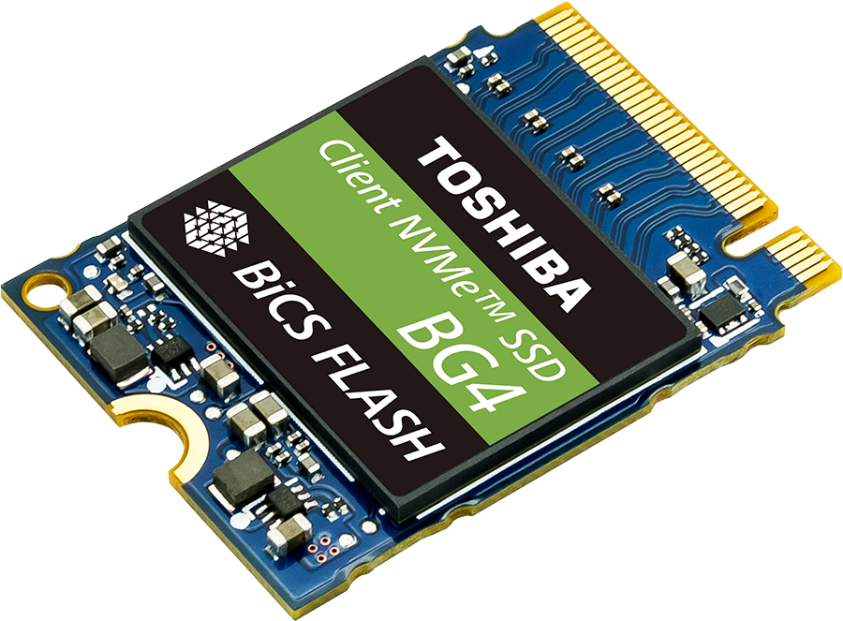 TOSHIBA
Client NVMe™ SSD
BG4
BiCS FLASH